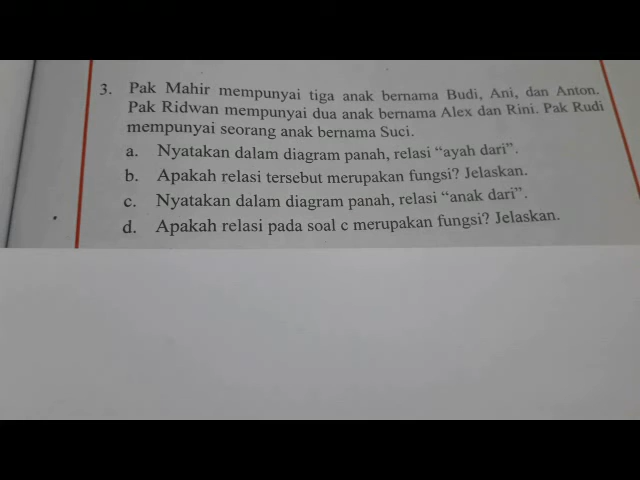 3. Pak Mahir mempunyai tiga anak bernama Budi, Ani, dan Anton.
Pak Ridwan mempunyai dua anak bernama Alex dan Rini. Pak Rudi
mempunyai seorang anak bernama Suci.
a. Nyatakan dalam diagram panah, relasi “ayah dari”.
b. Apakah relasi tersebut merupakan fungsi? Jelaskan.
c. Nyatakan dalam diagram panah, relasi “anak dari”.
d. Apakah relasi pada soal c merupakan fungsi? Jelaskan.